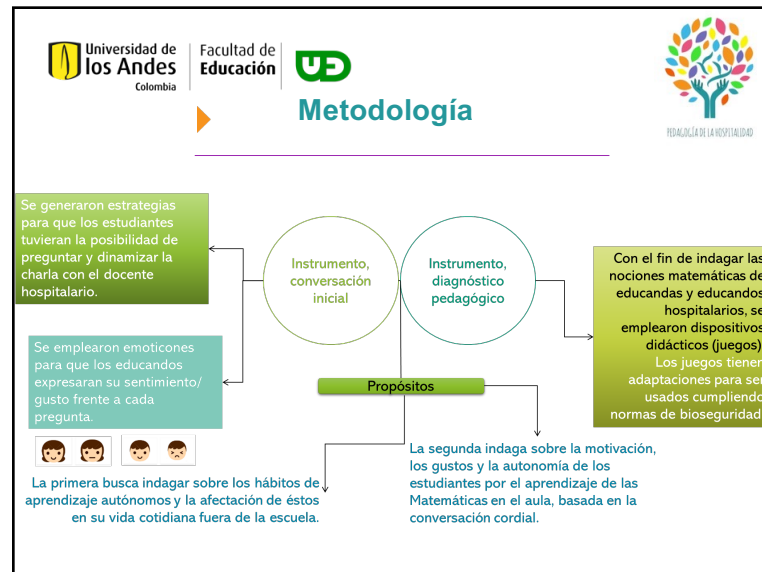 Universidad de
los Andes
Colombia
Facultad de
Educación
UED
Metodología
PEDAGOGÍA DE LA HOSPITALIDAD
Se generaron estrategias
para que los estudiantes
tuvieran la posibilidad de
preguntar y dinamizar la
charla con el docente
hospitalario.
Instrumento,
conversación
inicial
Instrumento,
diagnóstico
pedagógico
Con el fin de indagar las
nociones matemáticas de
educandas y educandos
hospitalarios, se
emplearon dispositivos
didácticos (juegos)
Los juegos tienen
adaptaciones para ser
usados cumpliendo
normas de bioseguridad
Se emplearon emoticones
para que los educandos
expresaran su sentimiento/
gusto frente a cada
pregunta.
Propósitos
La primera busca indagar sobre los hábitos de
aprendizaje autónomos y la afectación de éstos
en su vida cotidiana fuera de la escuela.
La segunda indaga sobre la motivación,
los gustos y la autonomía de los
estudiantes por el aprendizaje de las
Matemáticas en el aula, basada en la
conversación cordial.